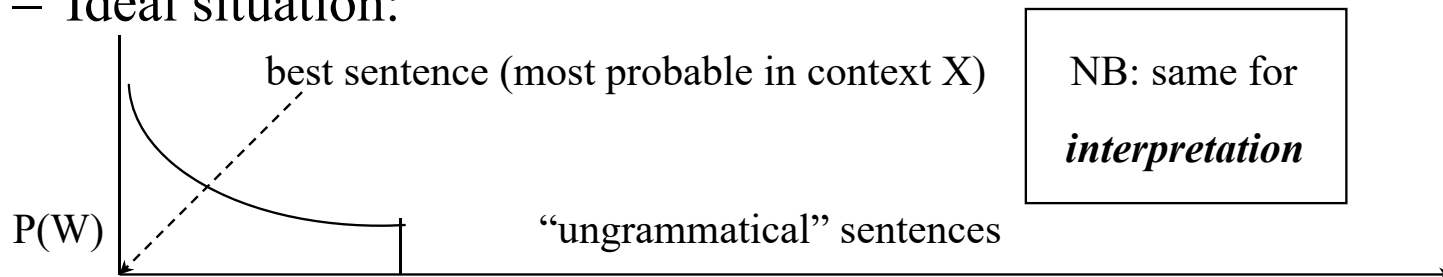 – Ideal situation:
best sentence (most probable in context X)
NB: same for
interpretation
P(W)
“ungrammatical” sentences